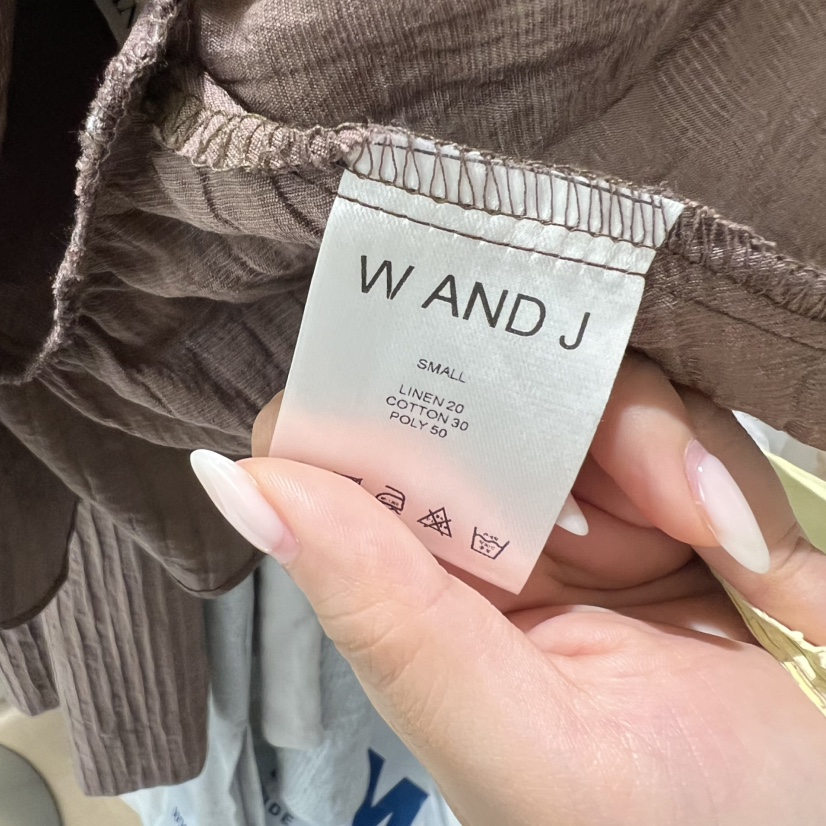 W AND J
SMALL
LINEN 20
COTTON 30
POLY 50